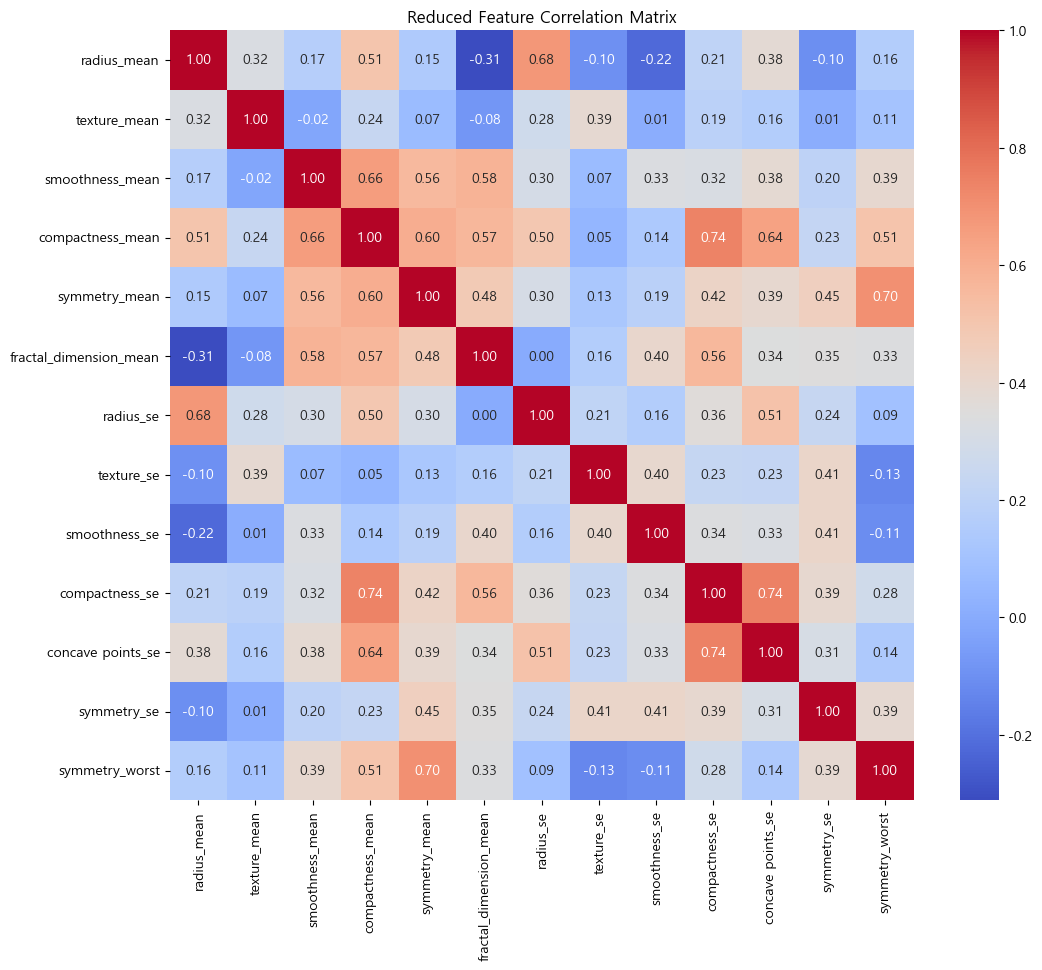 Reduced Feature Correlation Matrix
radius_mean 1.00 0.32 0.17 0.51 0.15 -0.31 0.68 -0.10 -0.22 0.21 0.38 -0.10 0.16
texture_mean 0.32 1.00 -0.02 0.24 0.07 -0.08 0.28 0.39 0.01 0.19 0.16 0.01 0.11
smoothness_mean 0.17 -0.02 1.00 0.66 0.56 0.58 0.30 0.07 0.33 0.32 0.38 0.20 0.39
compactness_mean 0.51 0.24 0.66 1.00 0.60 0.57 0.50 0.05 0.14 0.74 0.64 0.23 0.51
symmetry_mean 0.15 0.07 0.56 0.60 1.00 0.48 0.30 0.13 0.19 0.42 0.39 0.45 0.70
fractal_dimension_mean -0.31 -0.08 0.58 0.57 0.48 1.00 0.00 0.16 0.40 0.56 0.34 0.35 0.33
radius_se 0.68 0.28 0.30 0.50 0.30 0.00 1.00 0.21 0.16 0.36 0.51 0.24 0.09
texture_se -0.10 0.39 0.07 0.05 0.13 0.16 0.21 1.00 0.40 0.23 0.23 0.41 -0.13
smoothness_se -0.22 0.01 0.33 0.14 0.19 0.40 0.16 0.40 1.00 0.34 0.33 0.41 -0.11
compactness_se 0.21 0.19 0.32 0.74 0.42 0.56 0.36 0.23 0.34 1.00 0.74 0.39 0.28
concave points_se 0.38 0.16 0.38 0.64 0.39 0.34 0.51 0.23 0.33 0.74 1.00 0.31 0.14
symmetry_se -0.10 0.01 0.20 0.23 0.45 0.35 0.24 0.41 0.41 0.39 0.31 1.00 0.39
symmetry_worst 0.16 0.11 0.39 0.51 0.70 0.33 0.09 -0.13 -0.11 0.28 0.14 0.39 1.00
radius_mean
texture_mean
smoothness_mean
compactness_mean
symmetry_mean
fractal_dimension_mean
radius_se
texture_se
smoothness_se
compactness_se
concave points_se
symmetry_se
symmetry_worst
1.0
0.8
0.6
0.4
0.2
0.0
-0.2